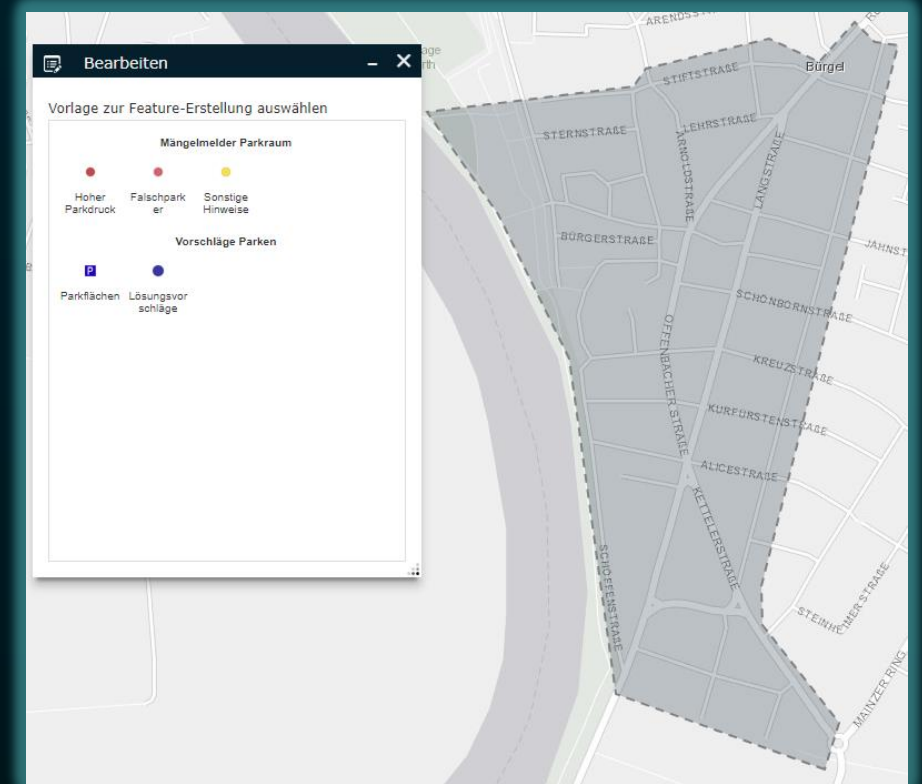 Bearbeiten
Vorlage zur Feature-Erstellung auswählen
Mängelmelder Parkraum
Hoher
Parkdruck
Falschpark
er
Sonstige
Hinweise
Vorschläge Parken
P
Parkflächen
Lösungsvor
schläge
Bürgel
STIFTSTRAßE
STERNSTRAßE
LEHRSTRAßE
ARNOLDSTRAßE
LANGSTRAßE
BÜRGERSTRAßE
SCHÖNBORNSTRAßE
OFFENBACHER STRAßE
KREUZSTRAßE
KURFÜRSTENSTRAßE
ALICESTRAßE
KETTELERSTRAßE
SCHÖFFENSTRAßE
STEINHEIMER STRAßE
MAINZER RING